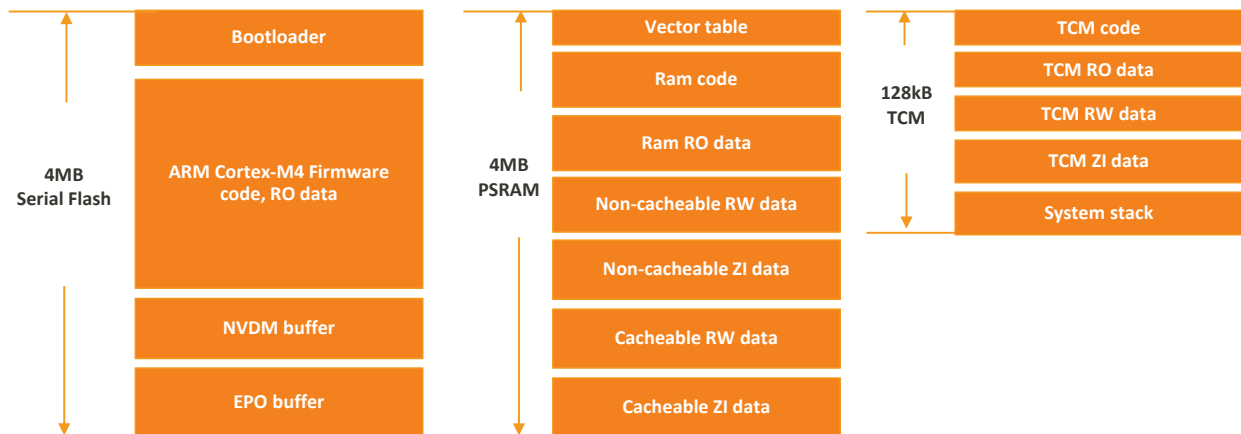 4MB
Serial Flash
Bootloader
ARM Cortex-M4 Firmware
code, RO data
NVDM buffer
EPO buffer
4MB
PSRAM
Vector table
Ram code
Ram RO data
Non-cacheable RW data
Non-cacheable ZI data
Cacheable RW data
Cacheable ZI data
128kB
TCM
TCM code
TCM RO data
TCM RW data
TCM ZI data
System stack